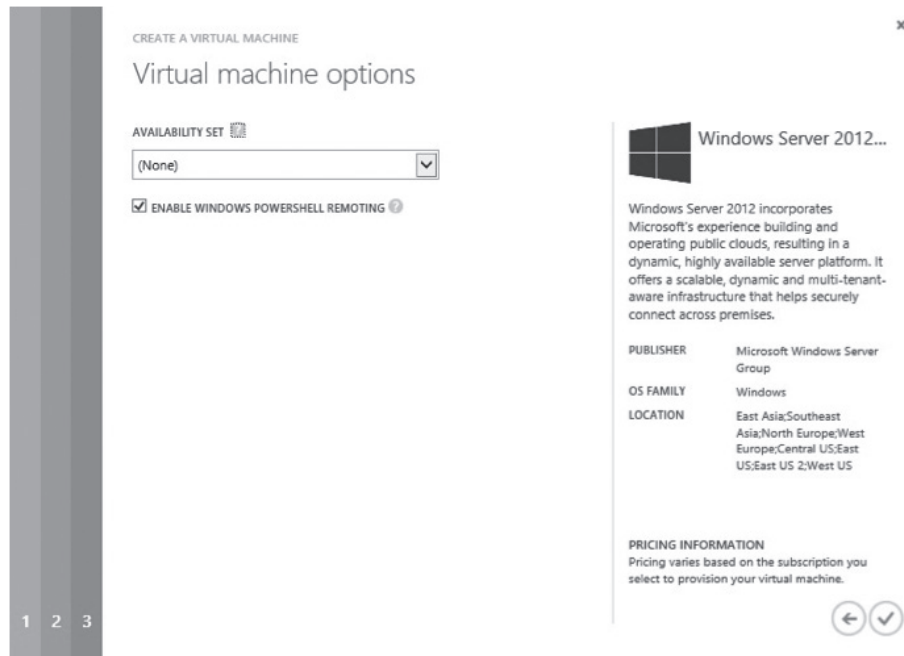 CREATE A VIRTUAL MACHINE
Virtual machine options
AVAILABILITY SET ?
(None)
ENABLE WINDOWS POWERSHELL REMOTING ?
1 2 3
Windows Server 2012...
Windows Server 2012 incorporates
Microsoft's experience building and
operating public clouds, resulting in a
dynamic, highly available server platform. It
offers a scalable, dynamic and multi-tenant-
aware infrastructure that helps securely
connect across premises.
PUBLISHER Microsoft Windows Server
Group
OS FAMILY Windows
LOCATION East Asia;Southeast
Asia;North Europe;West
Europe;Central US;East
US;East US 2;West US
PRICING INFORMATION
Pricing varies based on the subscription you
select to provision your virtual machine.